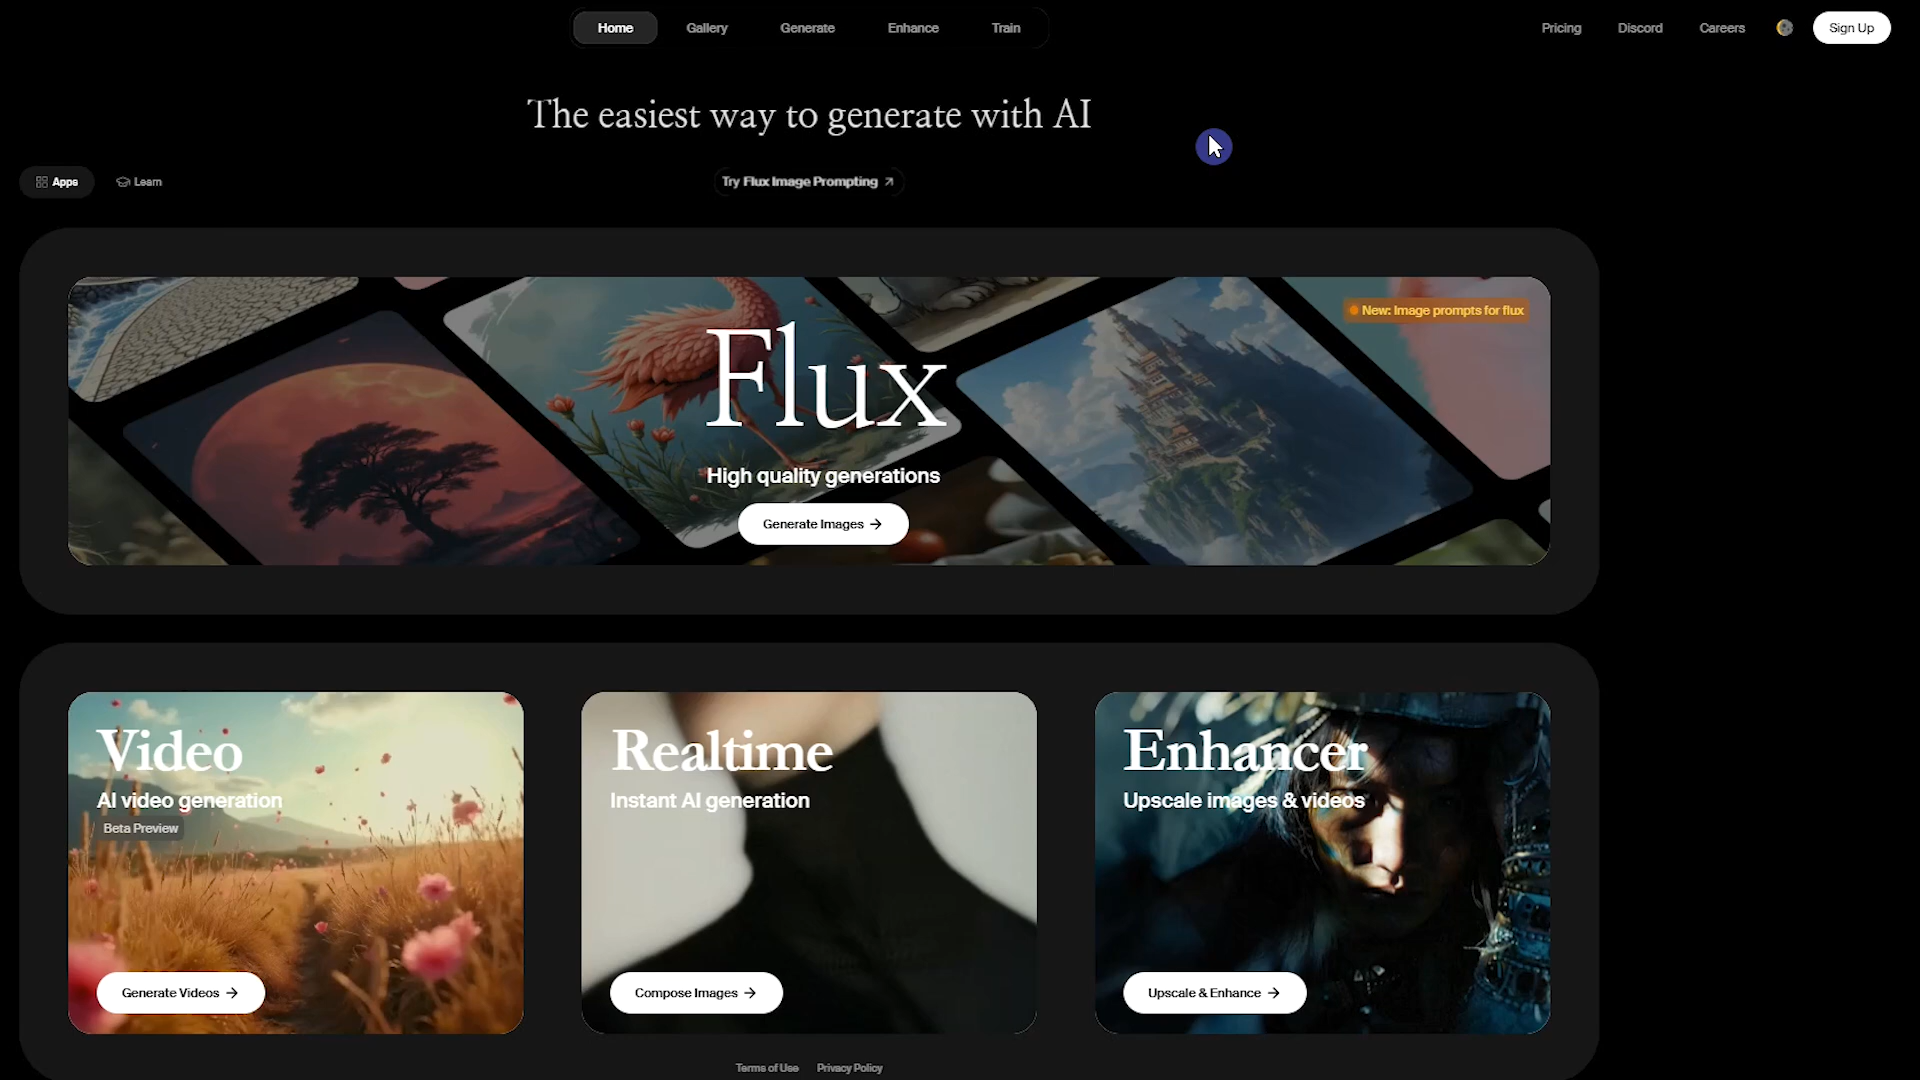 Home Gallery Generate Enhance Train Pricing Discord Careers Sign Up
The easiest way to generate with AI
Apps Learn Try Flux Image Prompting
New: Image prompts for flux
Flux
High quality generations
Generate Images
Video
AI video generation
Beta Preview
Generate Videos
Realtime
Instant AI generation
Compose Images
Enhancer
Upscale images & videos
Upscale & Enhance
Terms of Use Privacy Policy